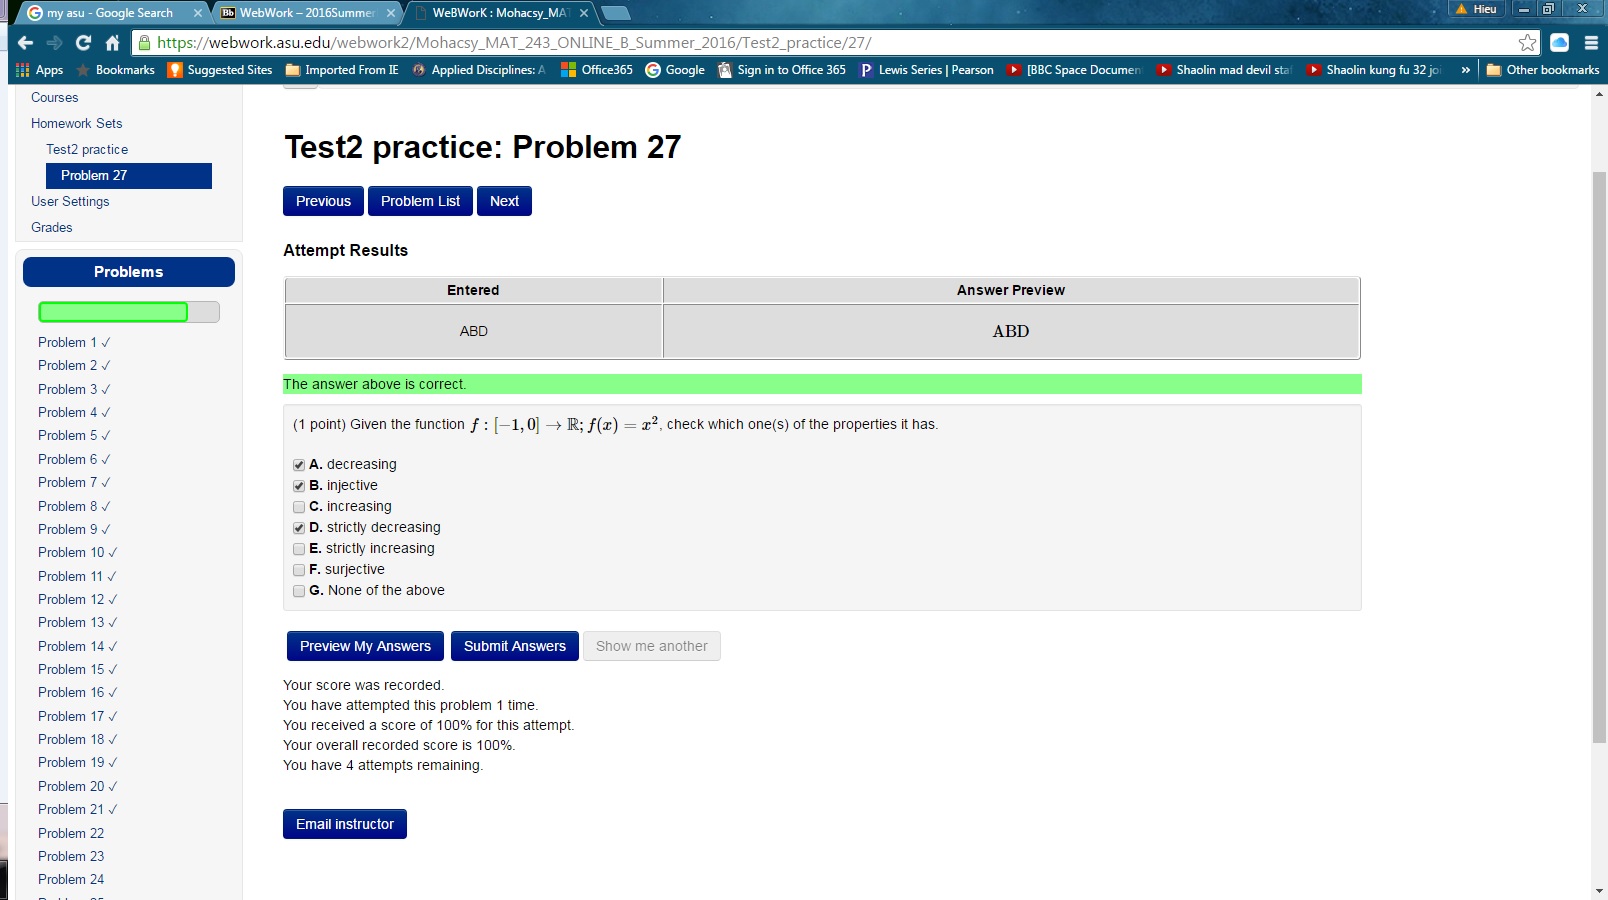 my asu - Google Search
WebWork – 2016Summer
WeBWorK : Mohacsy_MAT
Hieu
https://webwork.asu.edu/webwork2/Mohacsy_MAT_243_ONLINE_B_Summer_2016/Test2_practice/27/
Apps Bookmarks Suggested Sites Imported From IE Applied Disciplines: A Office365 Google Sign in to Office 365 Lewis Series | Pearson [BBC Space Documen Shaolin mad devil sta Shaolin kung fu 32 joi » Other bookmarks
Courses
Homework Sets
Test2 practice
Problem 27
User Settings
Grades
Problems
Problem 1 ✓
Problem 2 ✓
Problem 3 ✓
Problem 4 ✓
Problem 5 ✓
Problem 6 ✓
Problem 7 ✓
Problem 8 ✓
Problem 9 ✓
Problem 10 ✓
Problem 11 ✓
Problem 12 ✓
Problem 13 ✓
Problem 14 ✓
Problem 15 ✓
Problem 16 ✓
Problem 17 ✓
Problem 18 ✓
Problem 19 ✓
Problem 20 ✓
Problem 21 ✓
Problem 22
Problem 23
Problem 24
Test2 practice: Problem 27
Previous Problem List Next
Attempt Results
Entered Answer Preview
ABD ABD
The answer above is correct.
(1 point) Given the function f : [−1, 0] → ℝ; f(x) = x², check which one(s) of the properties it has.
A. decreasing
B. injective
C. increasing
D. strictly decreasing
E. strictly increasing
F. surjective
G. None of the above
Preview My Answers Submit Answers Show me another
Your score was recorded.
You have attempted this problem 1 time.
You received a score of 100% for this attempt.
Your overall recorded score is 100%.
You have 4 attempts remaining.
Email instructor